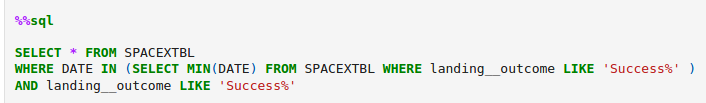 %%sql
SELECT * FROM SPACEXTBL
WHERE DATE IN (SELECT MIN(DATE) FROM SPACEXTBL WHERE landing__outcome LIKE 'Success%' )
AND landing__outcome LIKE 'Success%'